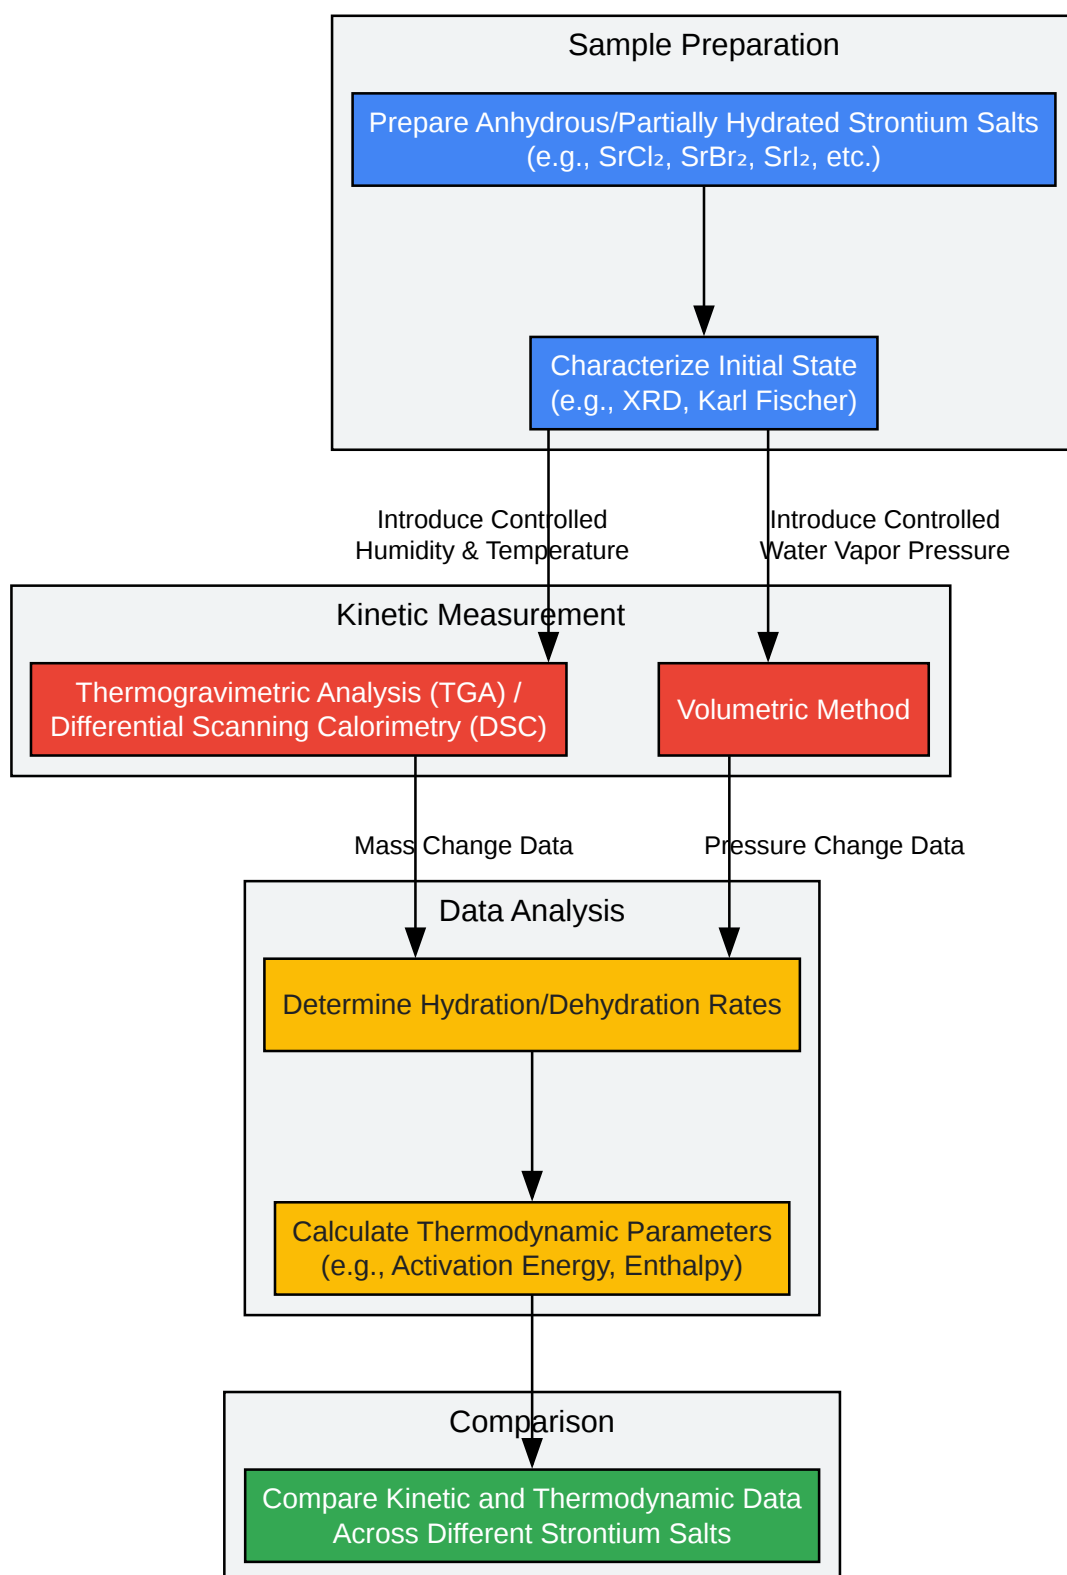 Sample Preparation
Prepare Anhydrous/Partially Hydrated Strontium Salts
(e.g., SrCl₂, SrBr₂, SrI₂, etc.)
Characterize Initial State
(e.g., XRD, Karl Fischer)
Introduce Controlled
Humidity & Temperature
Introduce Controlled
Water Vapor Pressure
Kinetic Measurement
Thermogravimetric Analysis (TGA) /
Differential Scanning Calorimetry (DSC)
Volumetric Method
Mass Change Data
Pressure Change Data
Data Analysis
Determine Hydration/Dehydration Rates
Calculate Thermodynamic Parameters
(e.g., Activation Energy, Enthalpy)
Comparison
Compare Kinetic and Thermodynamic Data
Across Different Strontium Salts